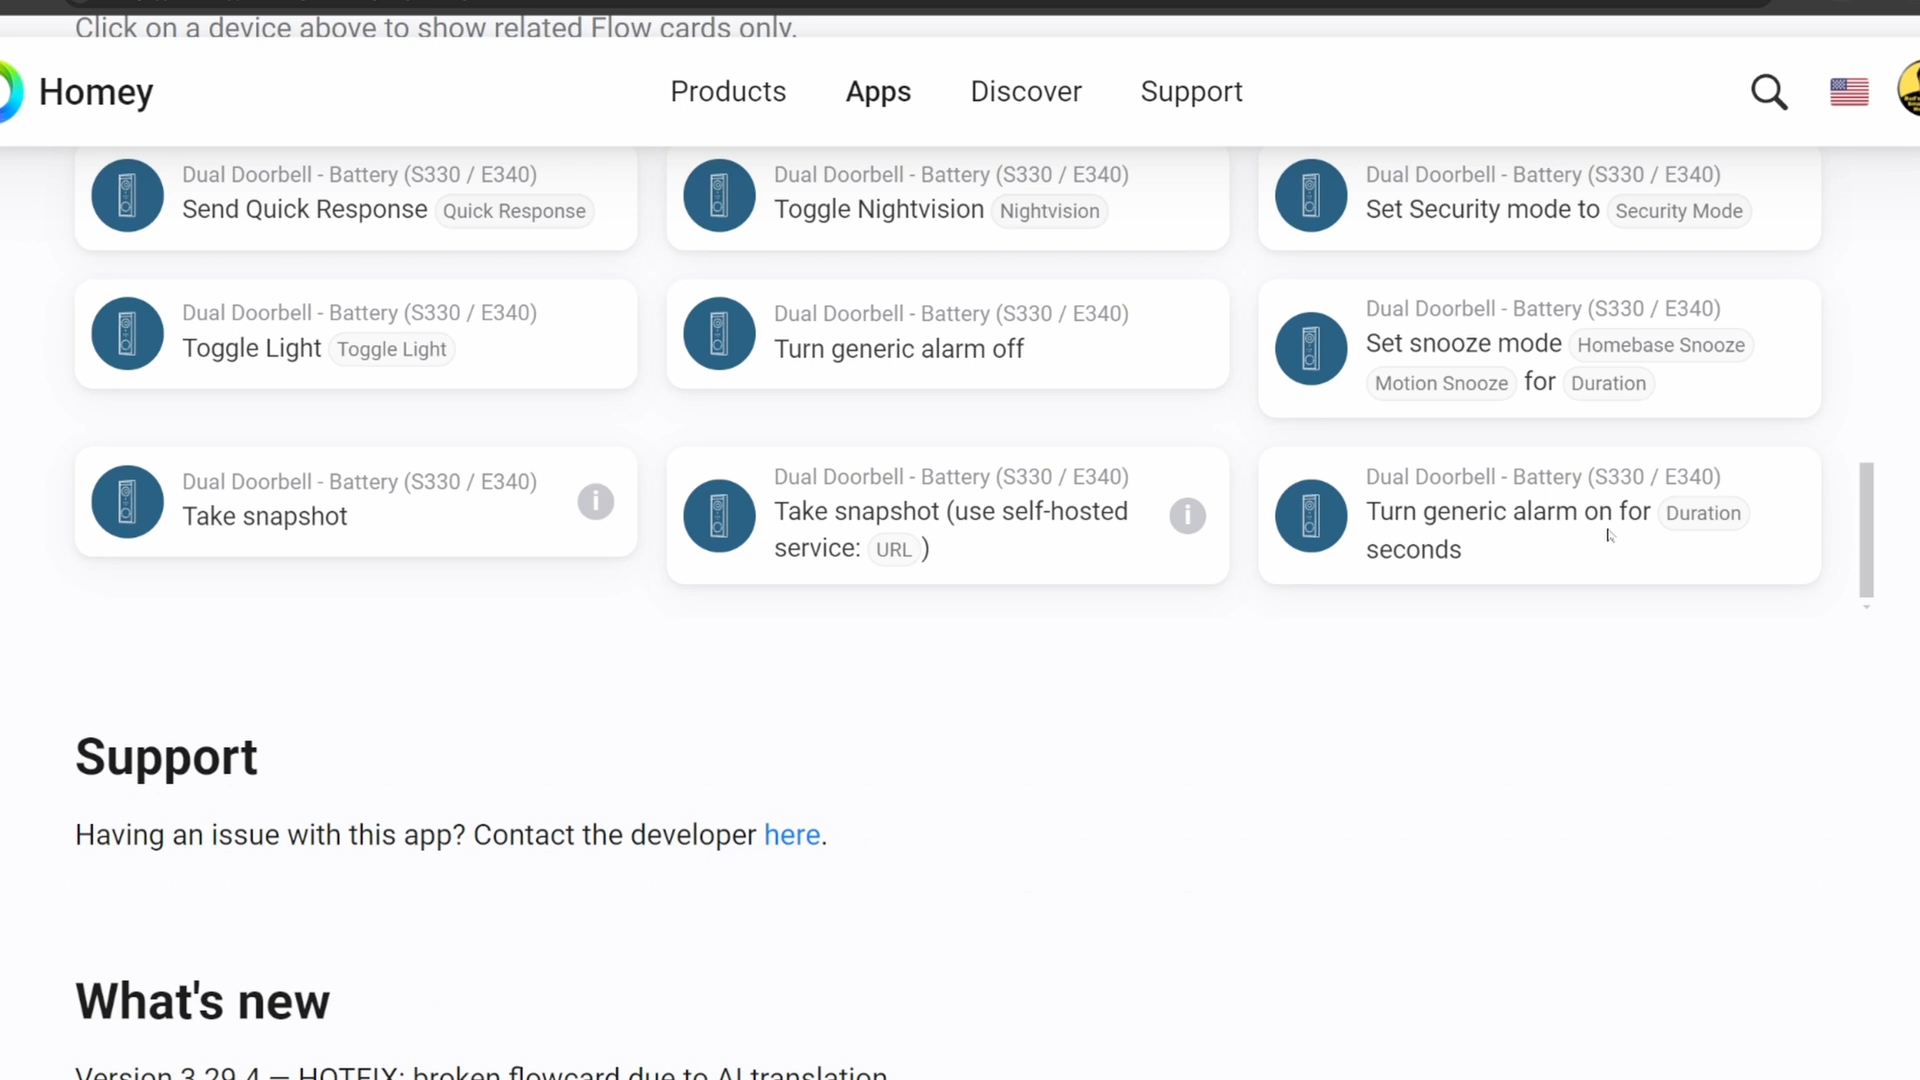 Click on a device above to show related Flow cards only.
Homey
Products
Apps
Discover
Support
Dual Doorbell - Battery (S330 / E340)
Send Quick Response Quick Response
Dual Doorbell - Battery (S330 / E340)
Toggle Nightvision Nightvision
Dual Doorbell - Battery (S330 / E340)
Set Security mode to Security Mode
Dual Doorbell - Battery (S330 / E340)
Toggle Light Toggle Light
Dual Doorbell - Battery (S330 / E340)
Turn generic alarm off
Dual Doorbell - Battery (S330 / E340)
Set snooze mode Homebase Snooze
Motion Snooze for Duration
Dual Doorbell - Battery (S330 / E340)
Take snapshot
i
Dual Doorbell - Battery (S330 / E340)
Take snapshot (use self-hosted
service: URL )
i
Dual Doorbell - Battery (S330 / E340)
Turn generic alarm on for Duration
seconds
Support
Having an issue with this app? Contact the developer here.
What's new
Version 3.29.4 — HOTFIX: broken flowcard due to AI translation